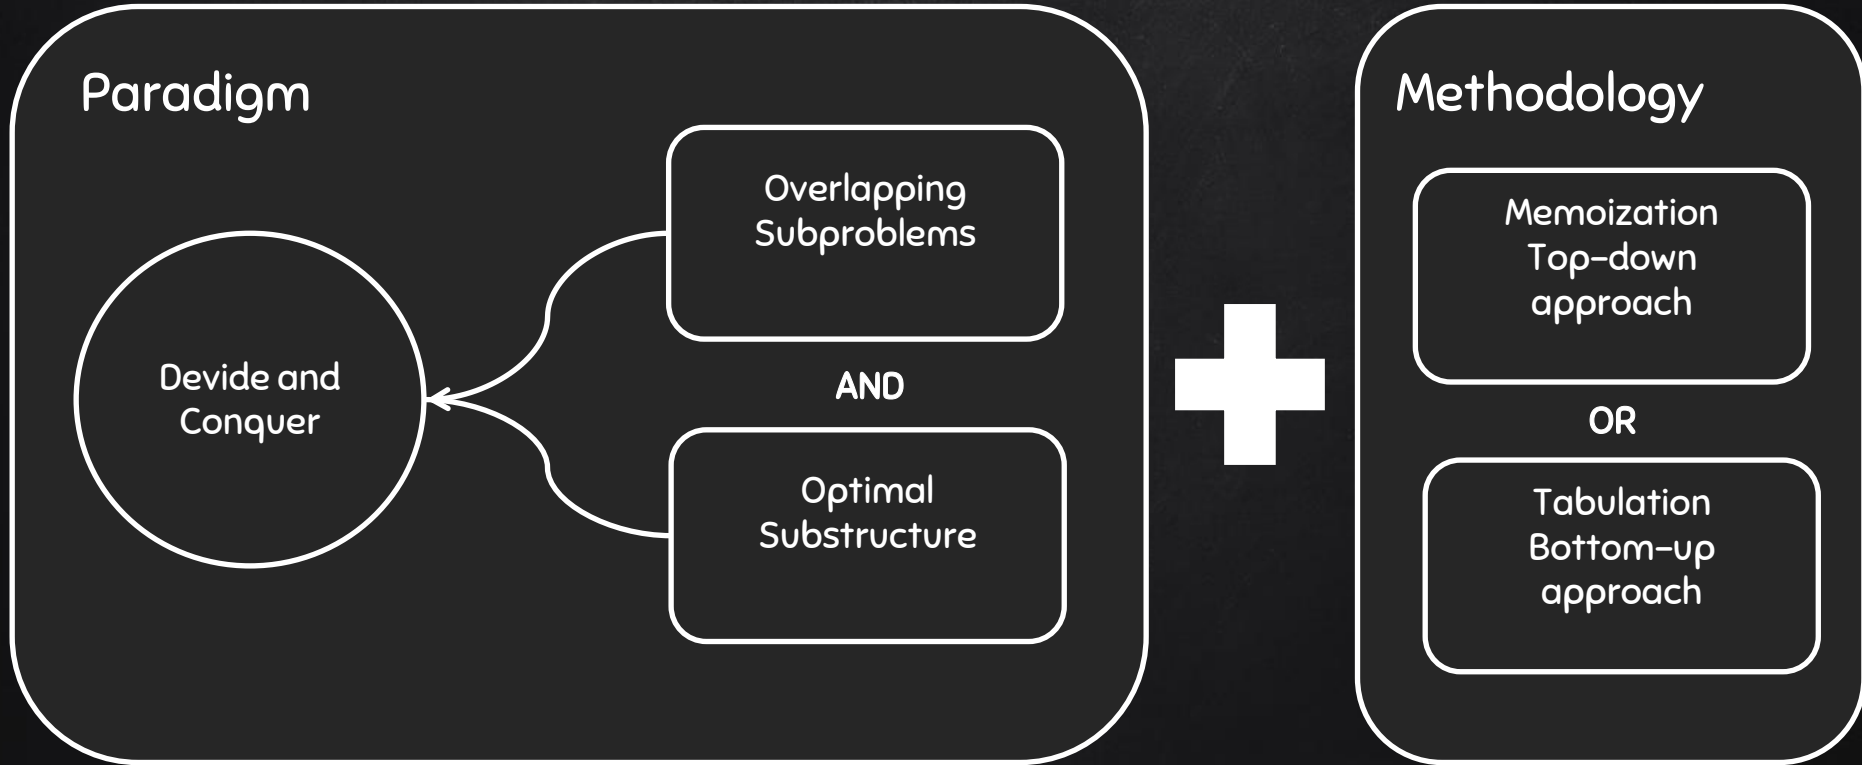 Paradigm
Devide and
Conquer
Overlapping
Subproblems
AND
Optimal
Substructure
Methodology
Memoization
Top-down
approach
OR
Tabulation
Bottom-up
approach